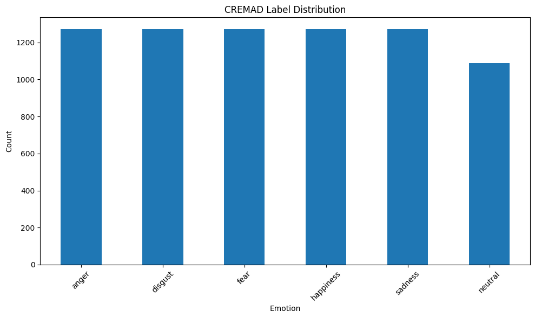 CREMAD Label Distribution
Count
1200
1000
800
600
400
200
0
anger
disgust
fear
happiness
sadness
neutral
Emotion